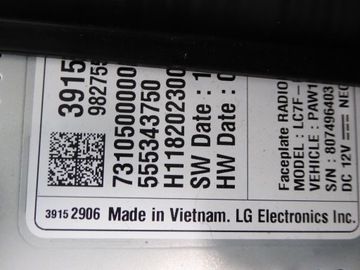 3915
98275
7310500000
555343750
H118202300
SW Date : 1
HW Date : 0
Faceplate RADIO
MODEL : LC7F-
VEHICLE : PAW1
S/N : 807496403
DC 12V ⎓ NEG
3915 2906 Made in Vietnam. LG Electronics Inc.